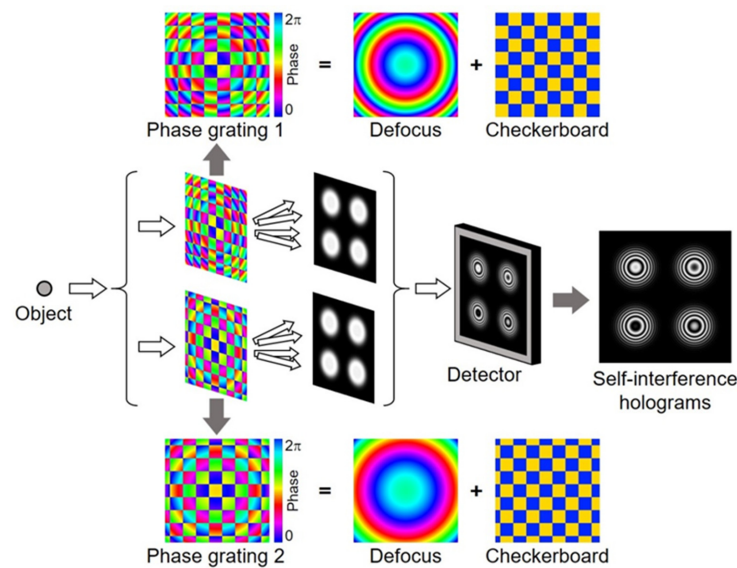 2π
Phase
0
=
+
Phase grating 1
Defocus
Checkerboard
Object
Detector
Self-interference
holograms
2π
Phase
0
=
+
Phase grating 2
Defocus
Checkerboard